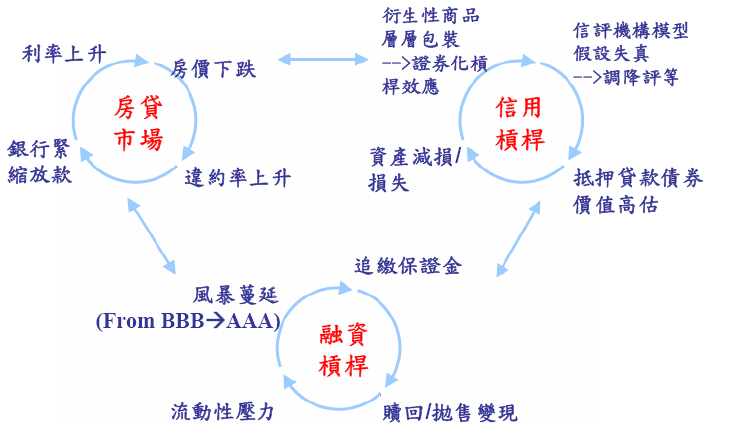 利率上升
房價下跌
房貸
市場
銀行緊
縮放款
違約率上升
衍生性商品
層層包裝
-->證券化槓
桿效應
信評機構模型
假設失真
-->調降評等
信用
槓桿
資產減損/
損失
抵押貸款債券
價值高估
追繳保證金
風暴蔓延
(From BBB→AAA)
融資
槓桿
流動性壓力
贖回/拋售變現